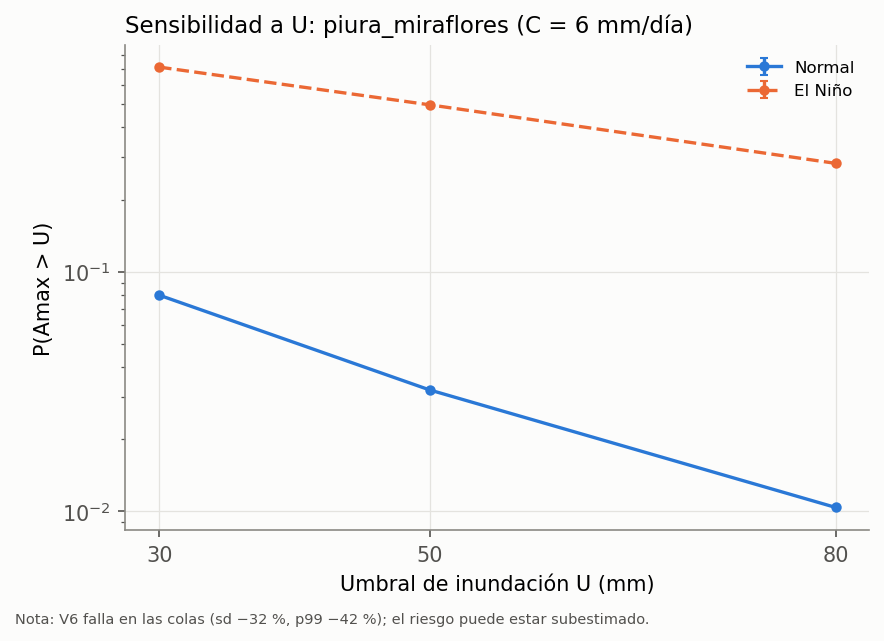 Sensibilidad a U: piura_miraflores (C = 6 mm/día)
Normal
El Niño
P(Amax > U)
10⁻¹
10⁻²
30
50
80
Umbral de inundación U (mm)
Nota: V6 falla en las colas (sd −32 %, p99 −42 %); el riesgo puede estar subestimado.